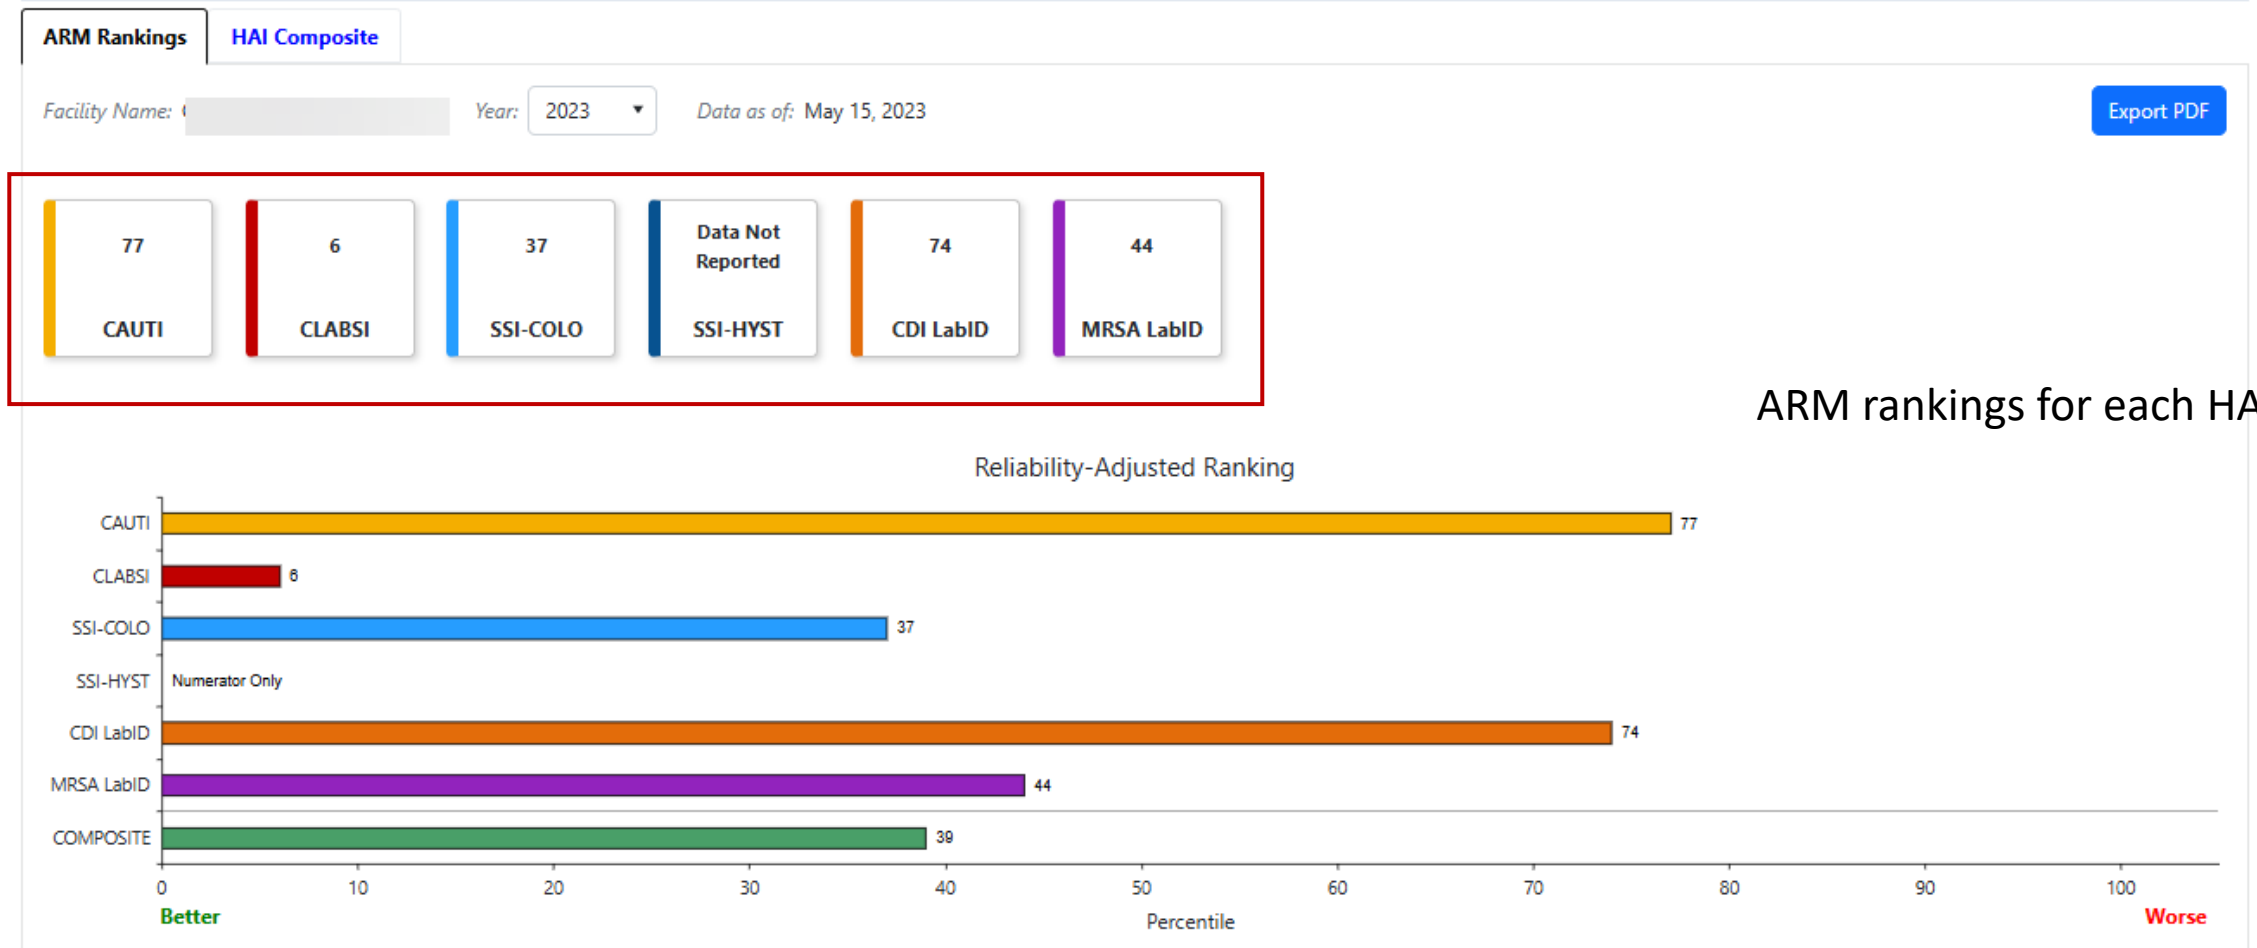 ARM Rankings HAI Composite
Facility Name: Year: 2023 Data as of: May 15, 2023 Export PDF
77 6 37 Data Not Reported 74 44
CAUTI CLABSI SSI-COLO SSI-HYST CDI LabID MRSA LabID
ARM rankings for each HA
Reliability-Adjusted Ranking
CAUTI 77
CLABSI 6
SSI-COLO 37
SSI-HYST Numerator Only
CDI LabID 74
MRSA LabID 44
COMPOSITE 39
0 10 20 30 40 50 60 70 80 90 100
Better Percentile Worse